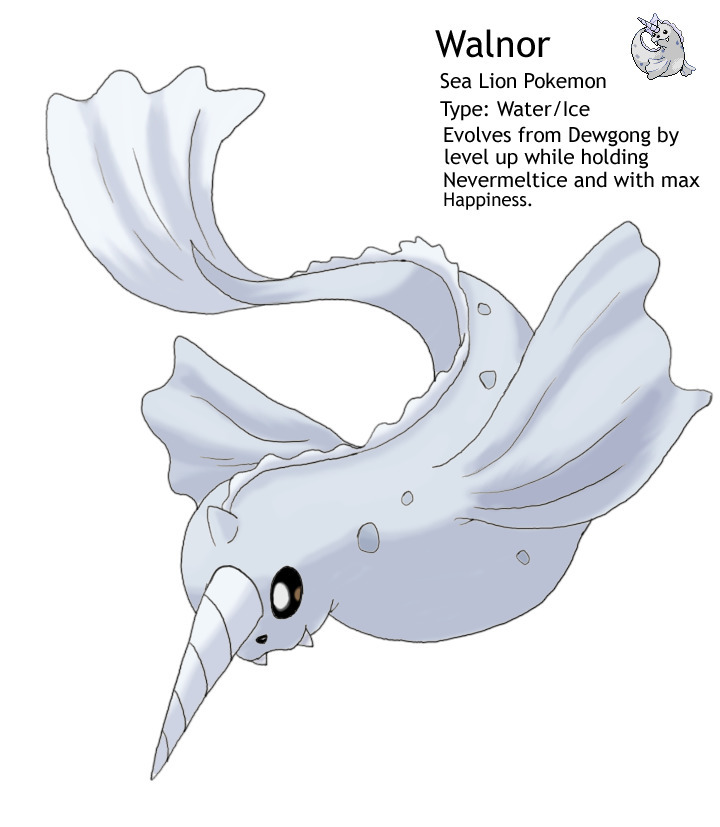 Walnor
Sea Lion Pokemon
Type: Water/Ice
Evolves from Dewgong by
level up while holding
Nevermeltice and with max
Happiness.